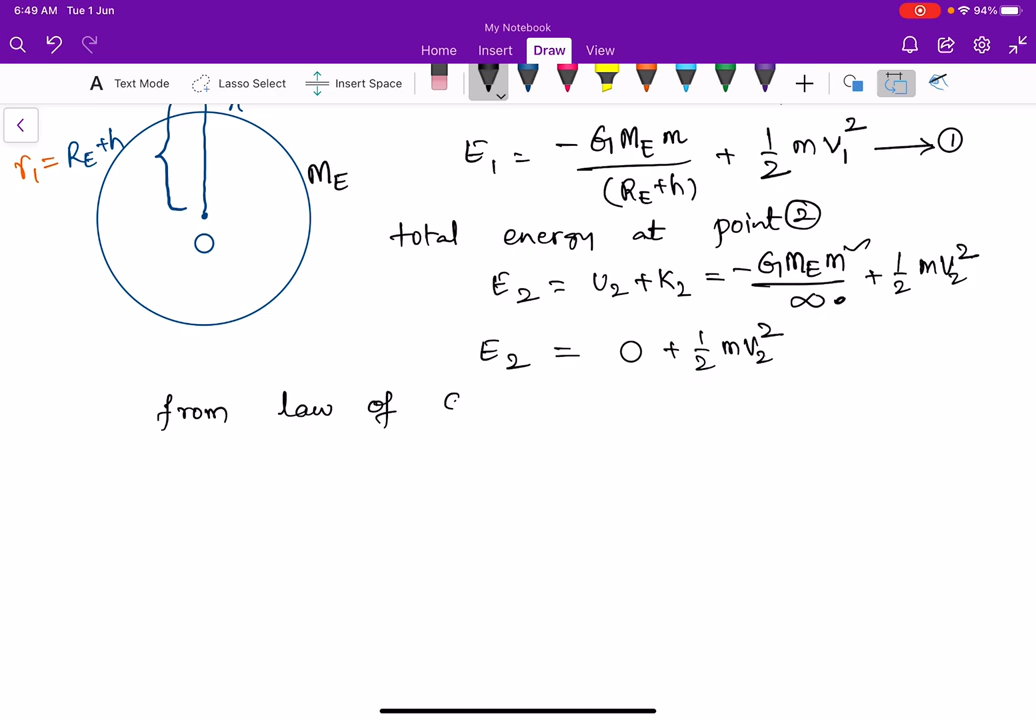 6:49 AM Tue 1 Jun
94%
My Notebook
Home Insert Draw View
A Text Mode Lasso Select Insert Space
r₁ = R_E+h
M_E
O
E₁ = - G M_E m / (R_E+h) + 1/2 m v₁² → ①
total energy at point ②
E₂ = U₂ + K₂ = - G M_E m / ∞ + 1/2 m v₂²
E₂ = 0 + 1/2 m v₂²
from law of